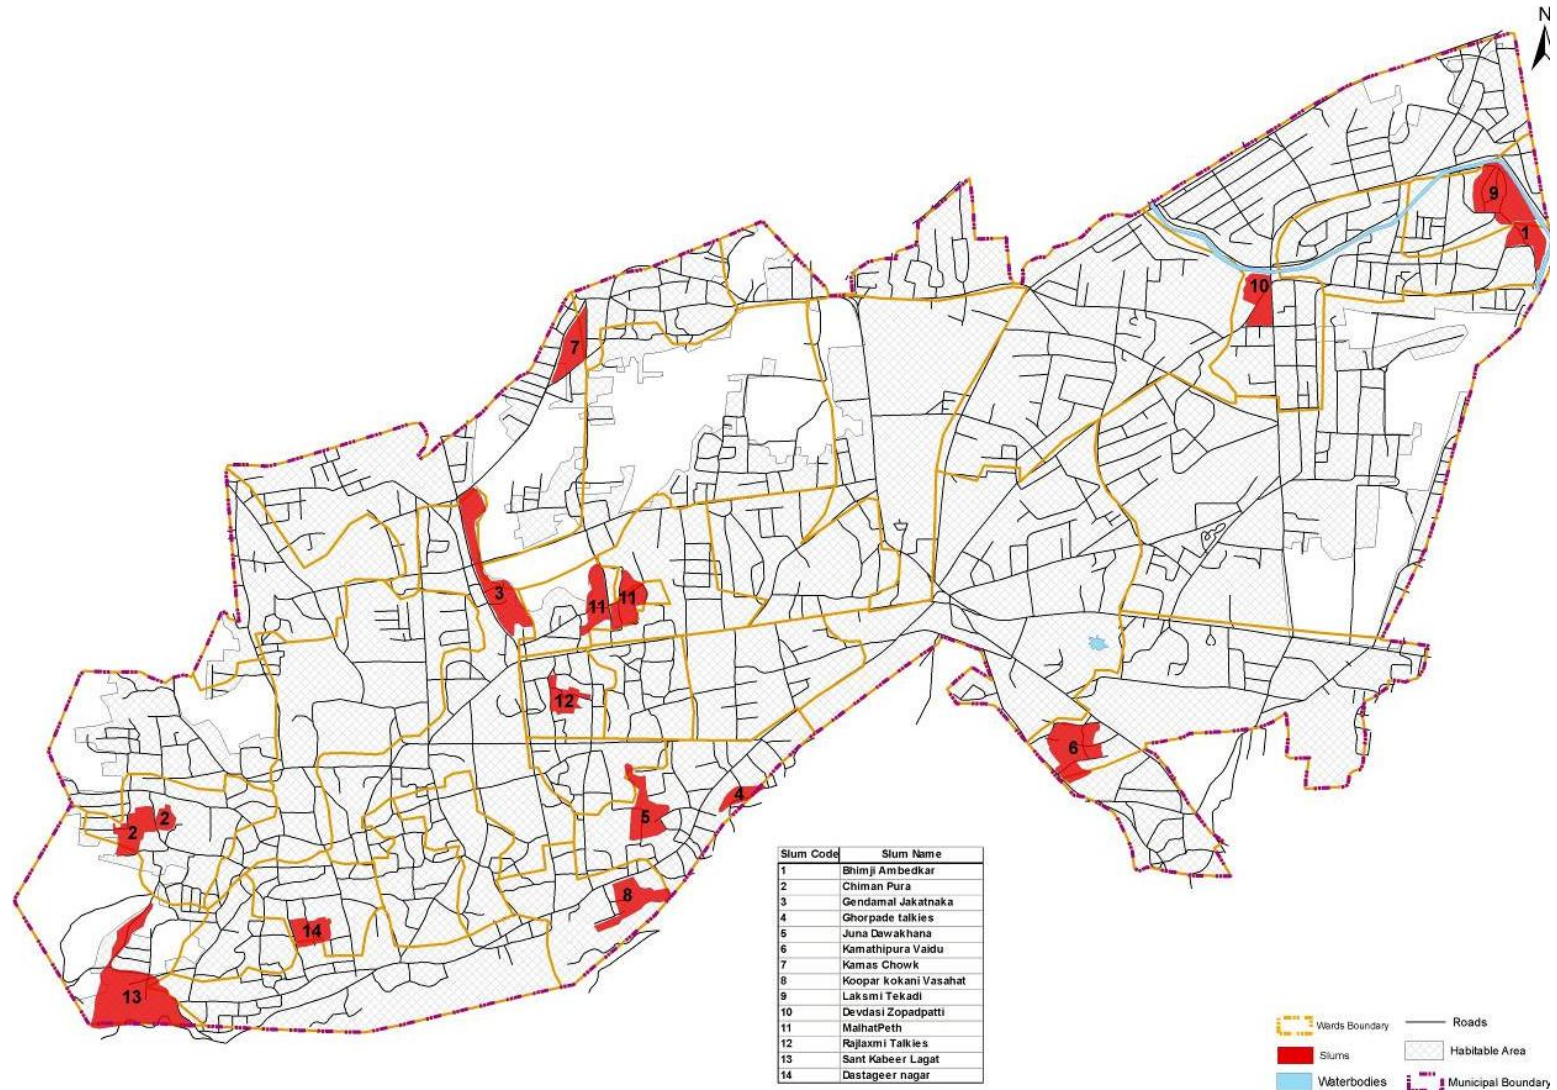 N
9
1
10
7
3
11
11
12
6
4
5
2
2
8
14
13
Slum Code Slum Name
1 Bhimji Ambedkar
2 Chiman Pura
3 Gendamal Jakatnaka
4 Ghorpade talkies
5 Juna Dawakhana
6 Kamathipura Vaidu
7 Kamas Chowk
8 Koopar kokani Vasahat
9 Laksmi Tekadi
10 Devdasi Zopadpatti
11 MalhatPeth
12 Rajlaxmi Talkies
13 Sant Kabeer Lagat
14 Dastageer nagar
Wards Boundary Roads
Slums Habitable Area
Waterbodies Municipal Boundary